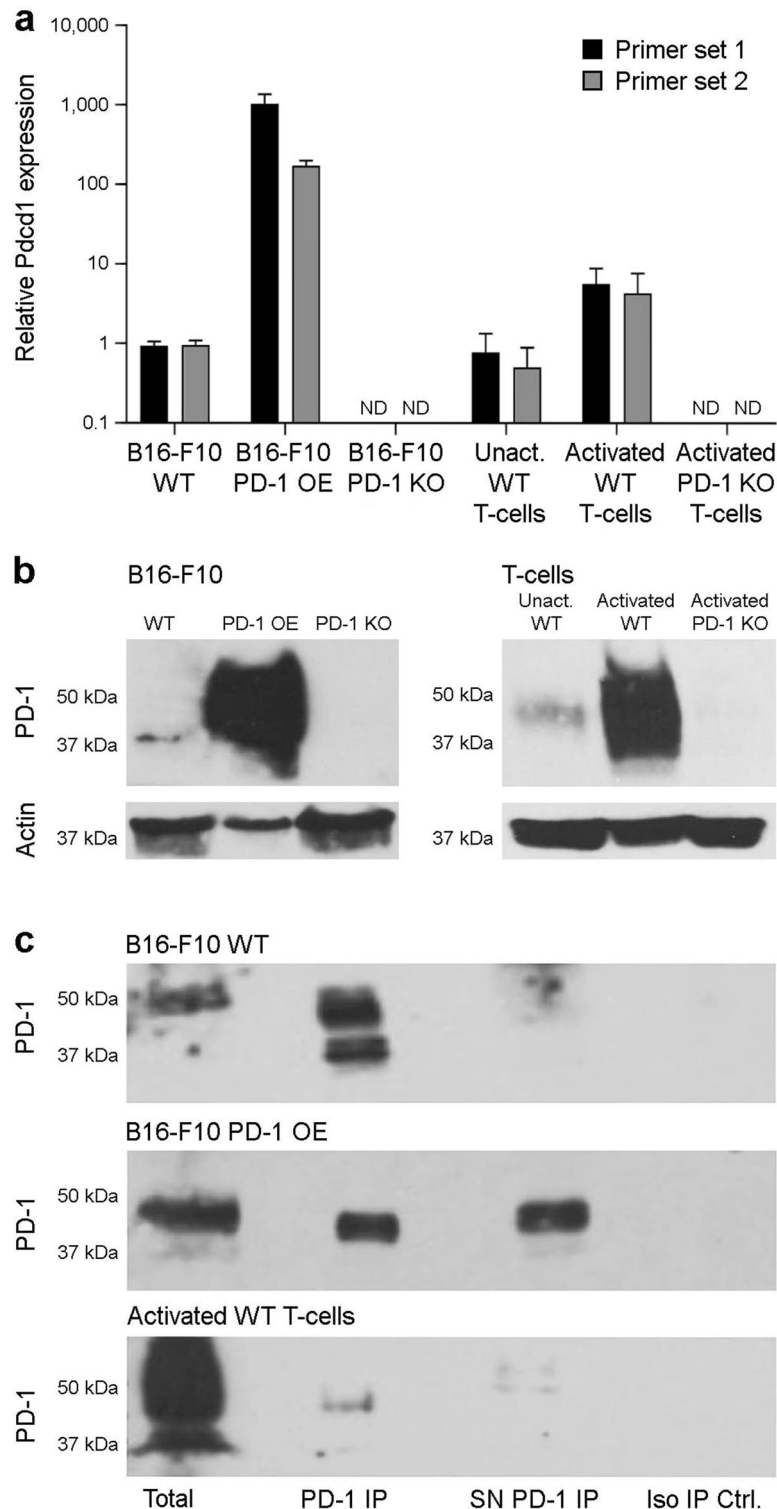 a
10,000
1,000
100
10
1
0.1
Relative Pdcd1 expression
Primer set 1
Primer set 2
ND ND
ND ND
B16-F10 WT
B16-F10 PD-1 OE
B16-F10 PD-1 KO
Unact. WT T-cells
Activated WT T-cells
Activated PD-1 KO T-cells
b
B16-F10
WT PD-1 OE PD-1 KO
PD-1
50 kDa
37 kDa
Actin
37 kDa
T-cells
Unact. Activated Activated
WT WT PD-1 KO
50 kDa
37 kDa
37 kDa
c
B16-F10 WT
PD-1
50 kDa
37 kDa
B16-F10 PD-1 OE
PD-1
50 kDa
37 kDa
Activated WT T-cells
PD-1
50 kDa
37 kDa
Total PD-1 IP SN PD-1 IP Iso IP Ctrl.